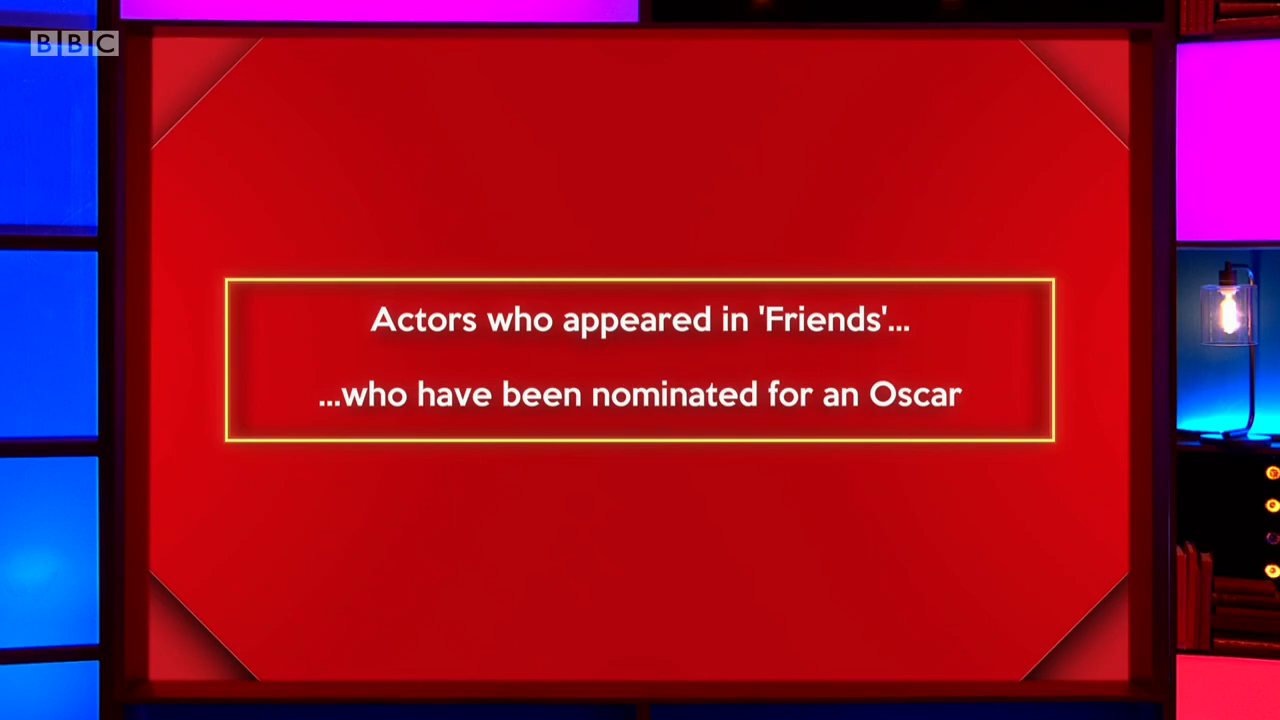 BBC
Actors who appeared in 'Friends'...
...who have been nominated for an Oscar